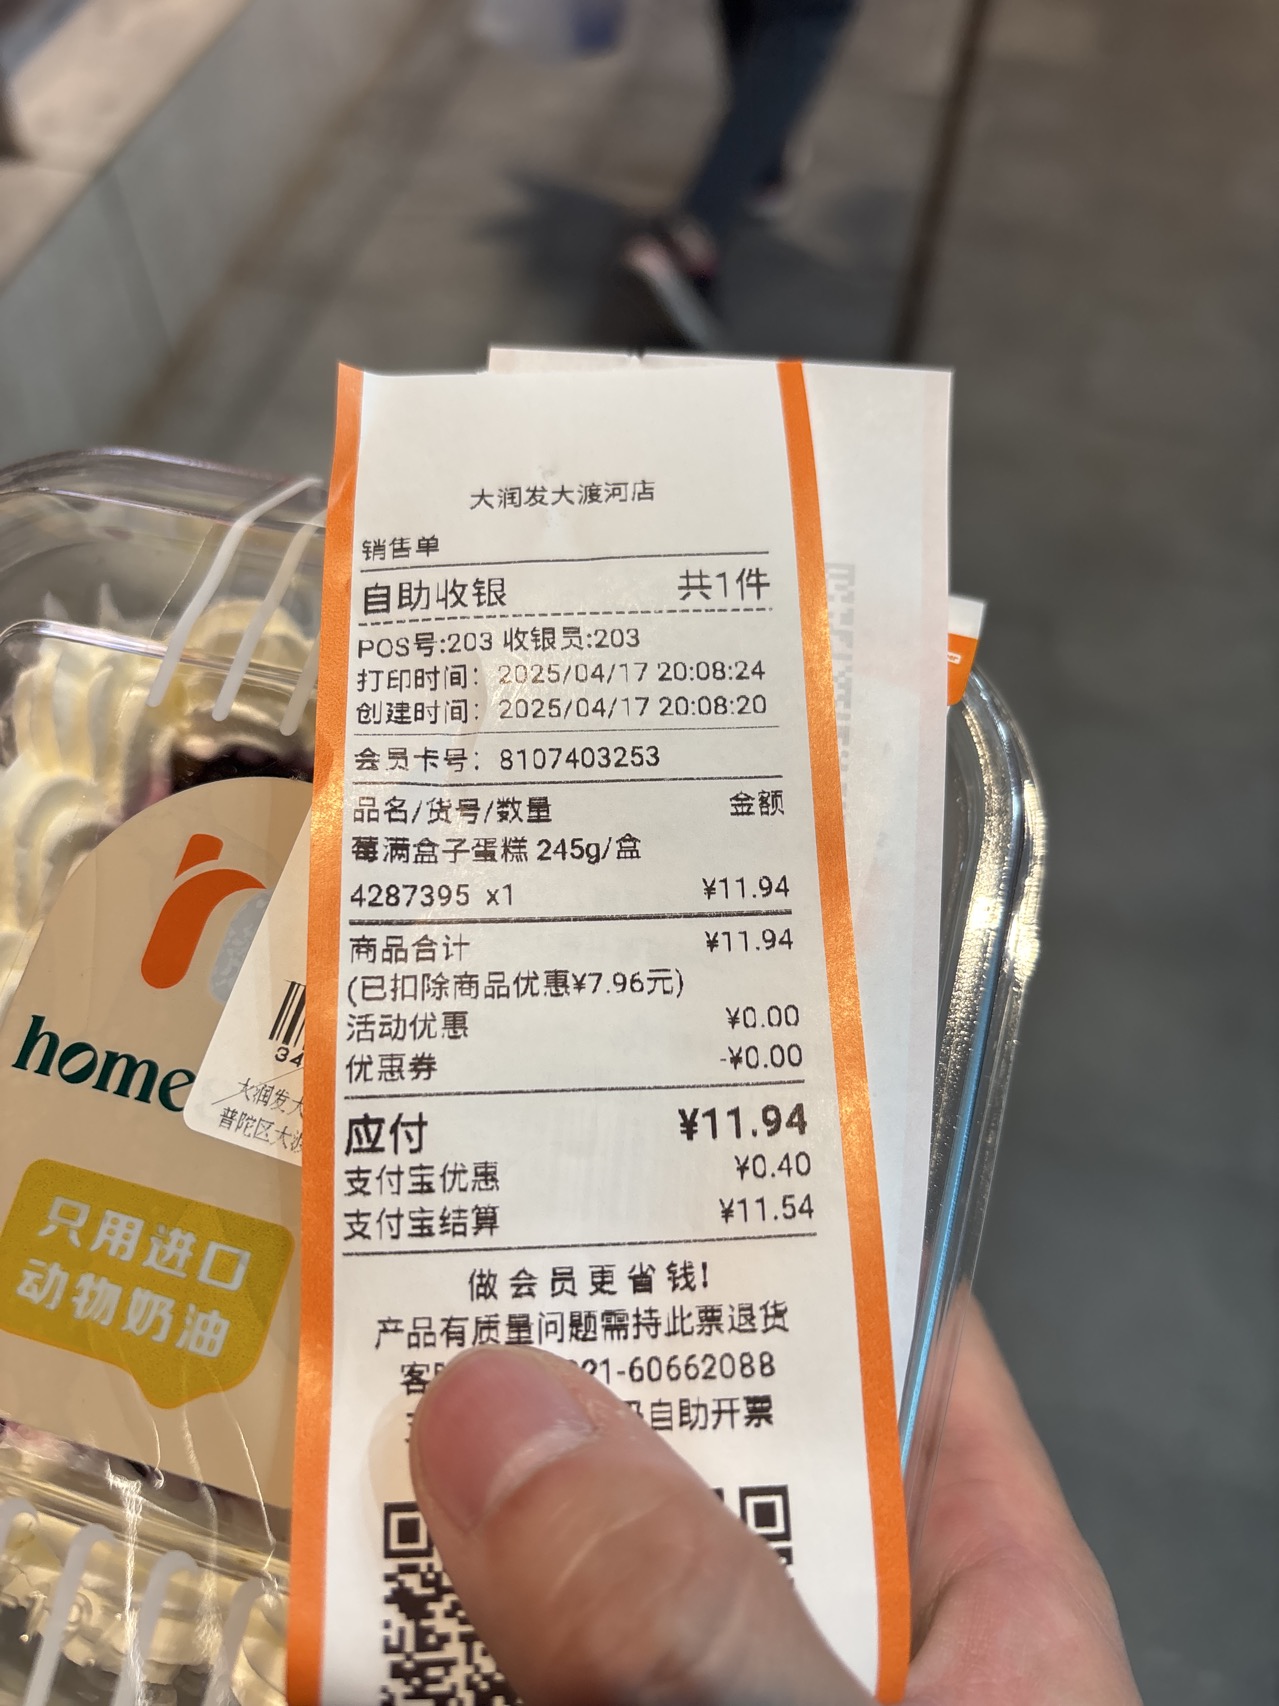 大润发大渡河店
销售单
自助收银 共1件
POS号:203 收银员:203
打印时间： 2025/04/17 20:08:24
创建时间： 2025/04/17 20:08:20
会员卡号： 8107403253
品名/货号/数量 金额
莓满盒子蛋糕 245g/盒
4287395 x1 ¥11.94
商品合计 ¥11.94
(已扣除商品优惠¥7.96元)
活动优惠 ¥0.00
优惠券 -¥0.00
应付 ¥11.94
支付宝优惠 ¥0.40
支付宝结算 ¥11.54
做会员更省钱!
产品有质量问题需持此票退货
客 21-60662088
自助开票
home
34
大润发大
普陀区大渡
只用进口
动物奶油